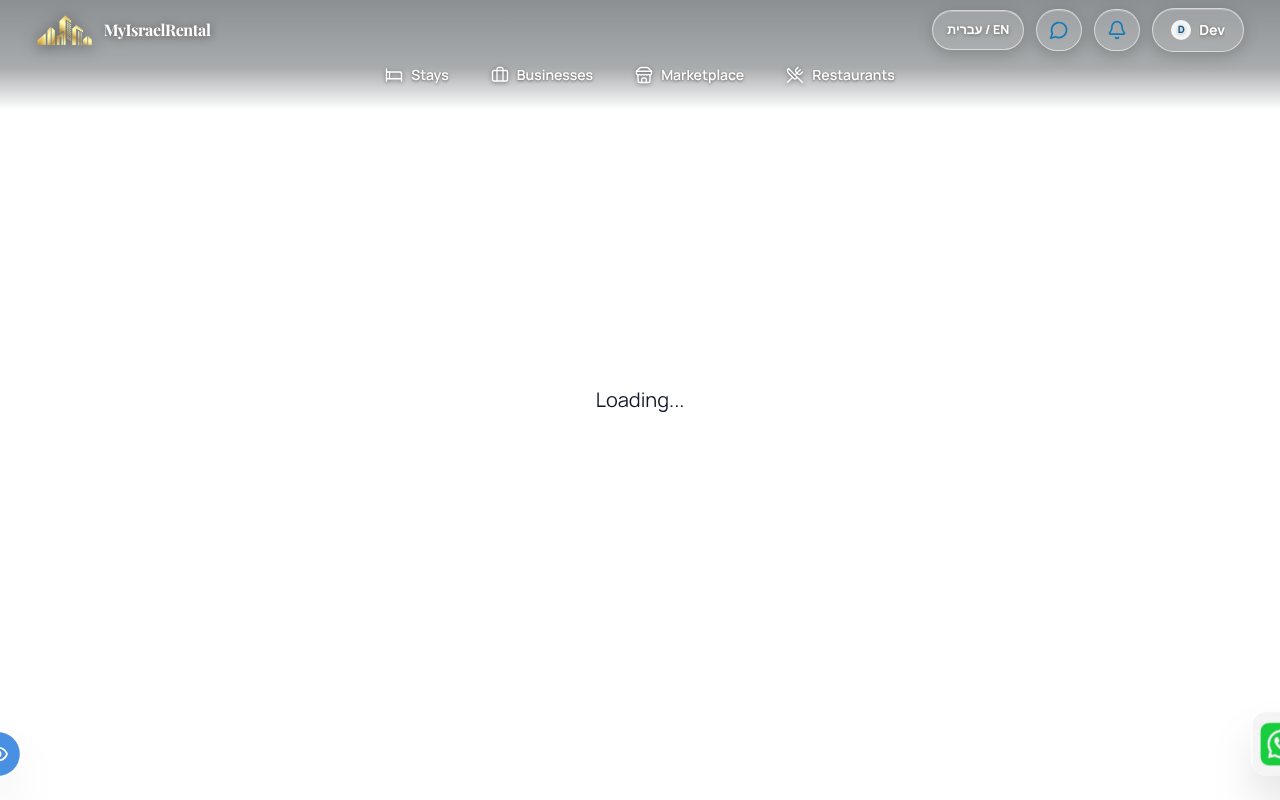 MyIsraelRental
עברית / EN
D Dev
Stays
Businesses
Marketplace
Restaurants
Loading...